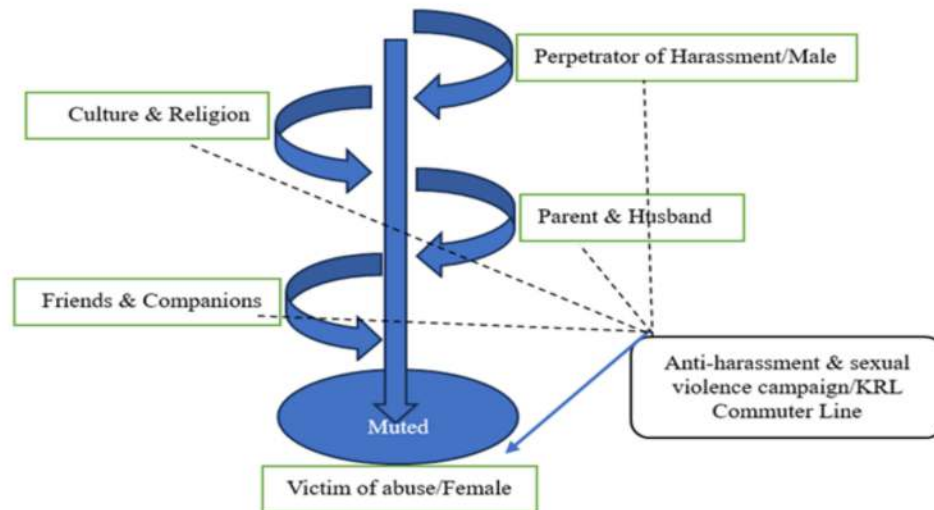 Perpetrator of Harassment/Male
Culture & Religion
Parent & Husband
Friends & Companions
Anti-harassment & sexual
violence campaign/KRL
Commuter Line
Muted
Victim of abuse/Female